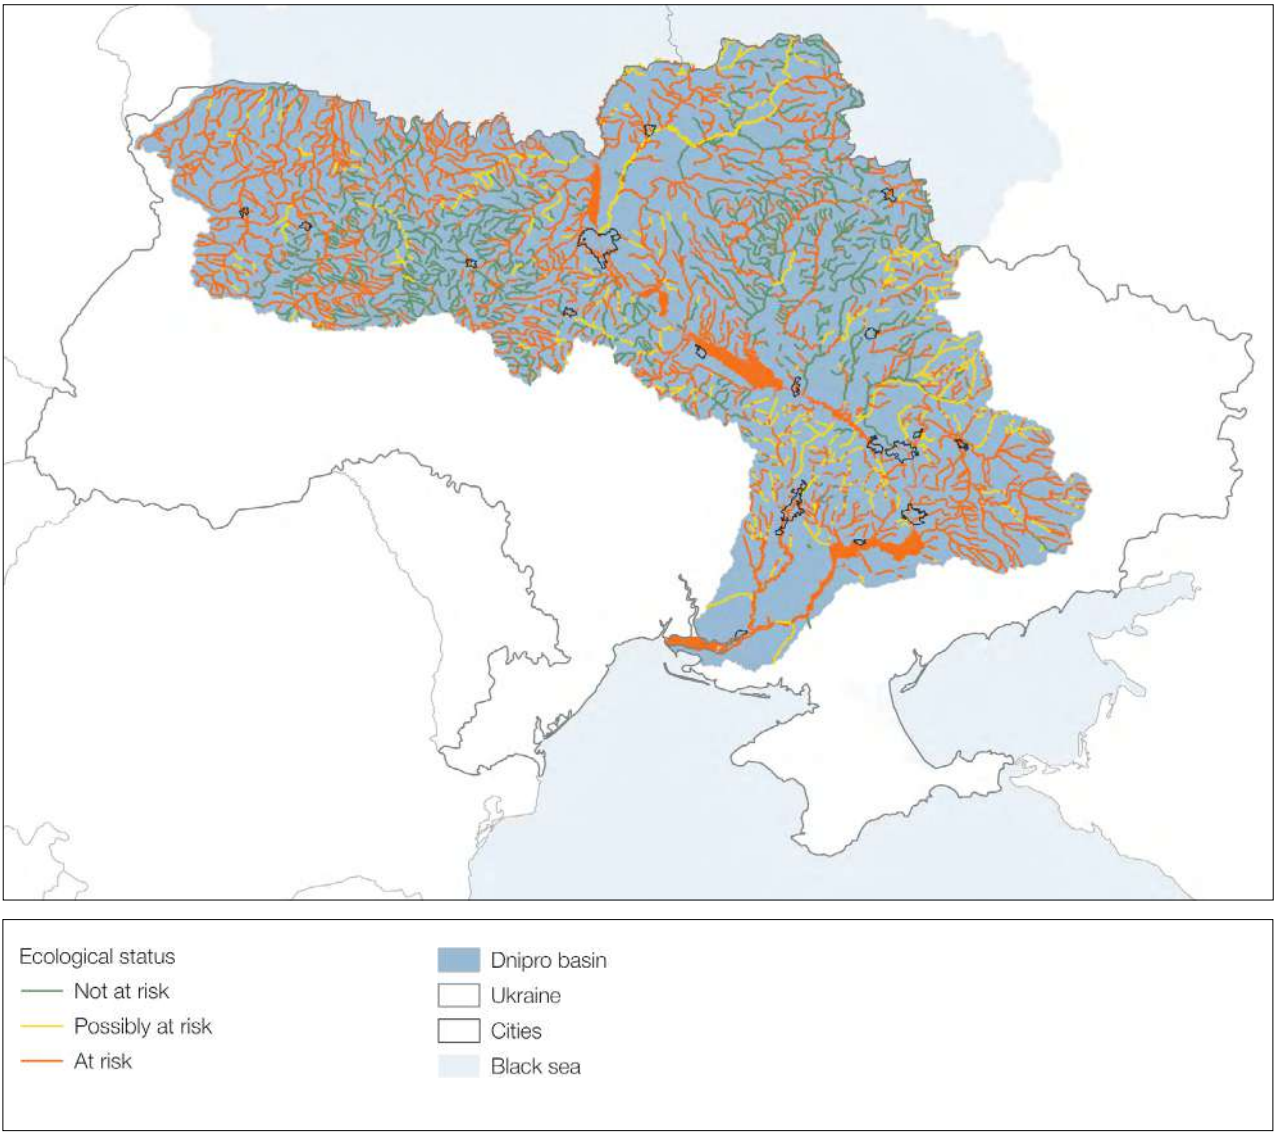 Ecological status
Not at risk
Possibly at risk
At risk
Dnipro basin
Ukraine
Cities
Black sea